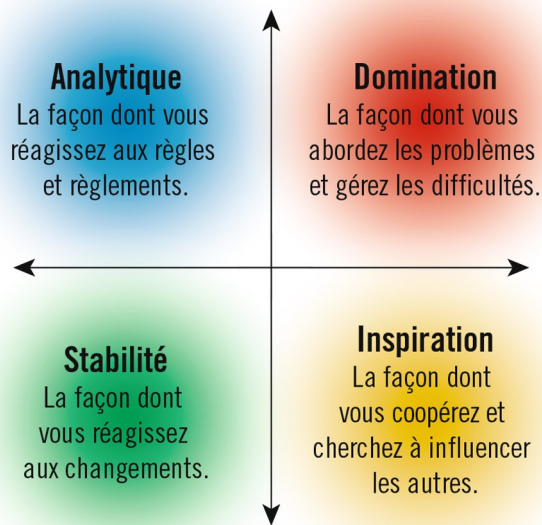 Analytique
La façon dont vous
réagissez aux règles
et règlements.
Domination
La façon dont vous
abordez les problèmes
et gérez les difficultés.
Stabilité
La façon dont
vous réagissez
aux changements.
Inspiration
La façon dont
vous coopérez et
cherchez à influencer
les autres.